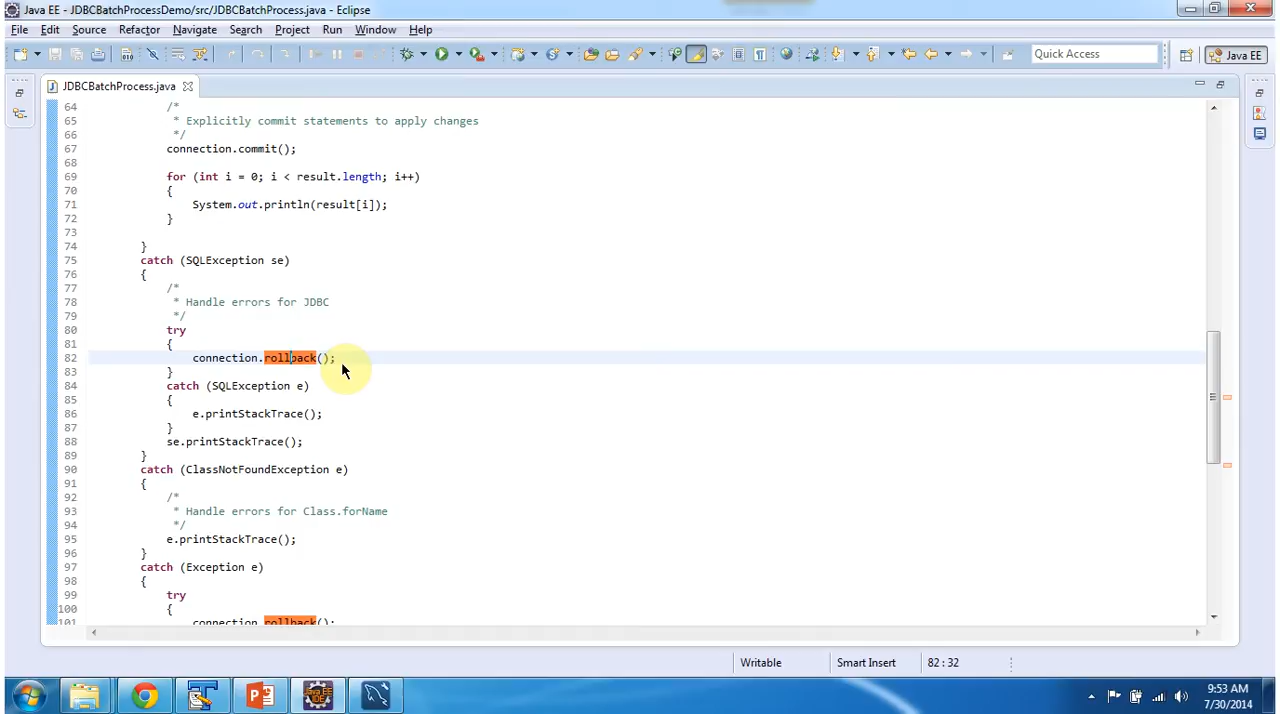 Java EE - JDBCBatchProcessDemo/src/JDBCBatchProcess.java - Eclipse
File Edit Source Refactor Navigate Search Project Run Window Help
Quick Access Java EE
JDBCBatchProcess.java
64 /*
65 * Explicitly commit statements to apply changes
66 */
67 connection.commit();
68
69 for (int i = 0; i < result.length; i++)
70 {
71 System.out.println(result[i]);
72 }
73
74 }
75 catch (SQLException se)
76 {
77 /*
78 * Handle errors for JDBC
79 */
80 try
81 {
82 connection.rollback();
83 }
84 catch (SQLException e)
85 {
86 e.printStackTrace();
87 }
88 se.printStackTrace();
89 }
90 catch (ClassNotFoundException e)
91 {
92 /*
93 * Handle errors for Class.forName
94 */
95 e.printStackTrace();
96 }
97 catch (Exception e)
98 {
99 try
100 {
101 connection.rollback();
Writable Smart Insert 82 : 32
9:53 AM
7/30/2014